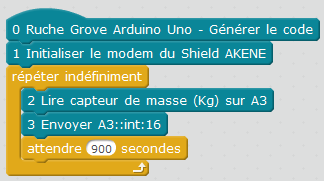 0 Ruche Grove Arduino Uno - Générer le code
1 Initialiser le modem du Shield AKENE
répéter indéfiniment
2 Lire capteur de masse (Kg) sur A3
3 Envoyer A3::int:16
attendre 900 secondes